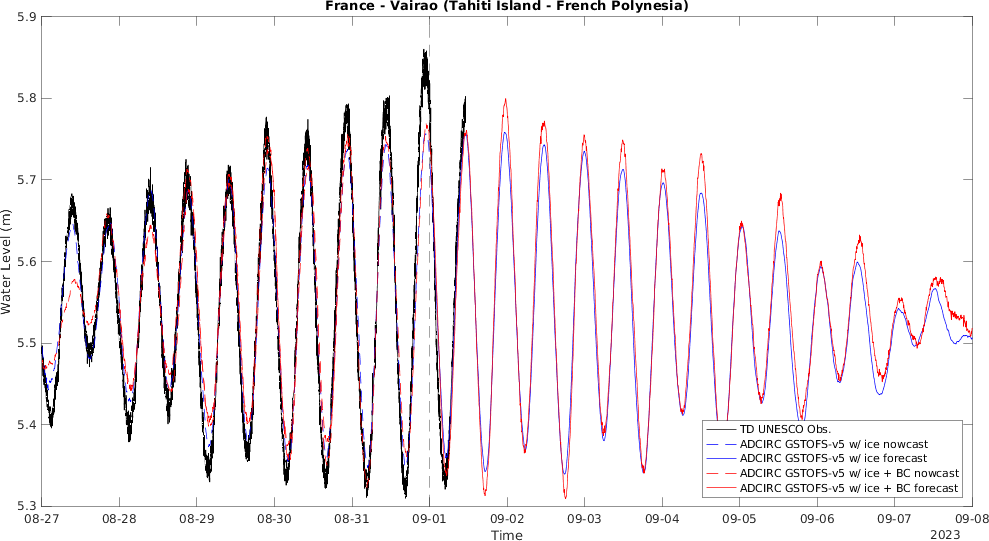 France - Vairao (Tahiti Island - French Polynesia)
5.9
5.8
5.7
5.6
5.5
5.4
5.3
Water Level (m)
TD UNESCO Obs.
ADCIRC GSTOFS-v5 w/ ice nowcast
ADCIRC GSTOFS-v5 w/ ice forecast
ADCIRC GSTOFS-v5 w/ ice + BC nowcast
ADCIRC GSTOFS-v5 w/ ice + BC forecast
08-27 08-28 08-29 08-30 08-31 09-01 09-02 09-03 09-04 09-05 09-06 09-07 09-08
Time
2023